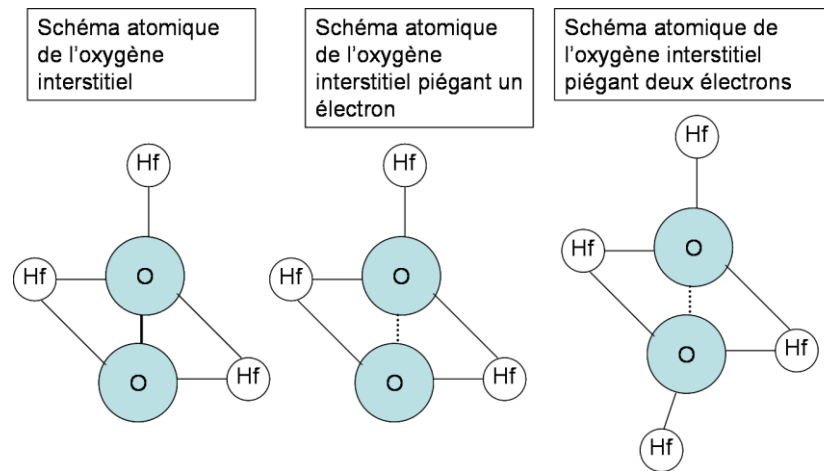 Schéma atomique
de l'oxygène
interstitiel
Schéma atomique
de l'oxygène
interstitiel piégant un
électron
Schéma atomique de
l'oxygène interstitiel
piégant deux électrons
Hf
Hf
O
O
Hf
Hf
Hf
O
O
Hf
Hf
Hf
O
O
Hf
Hf